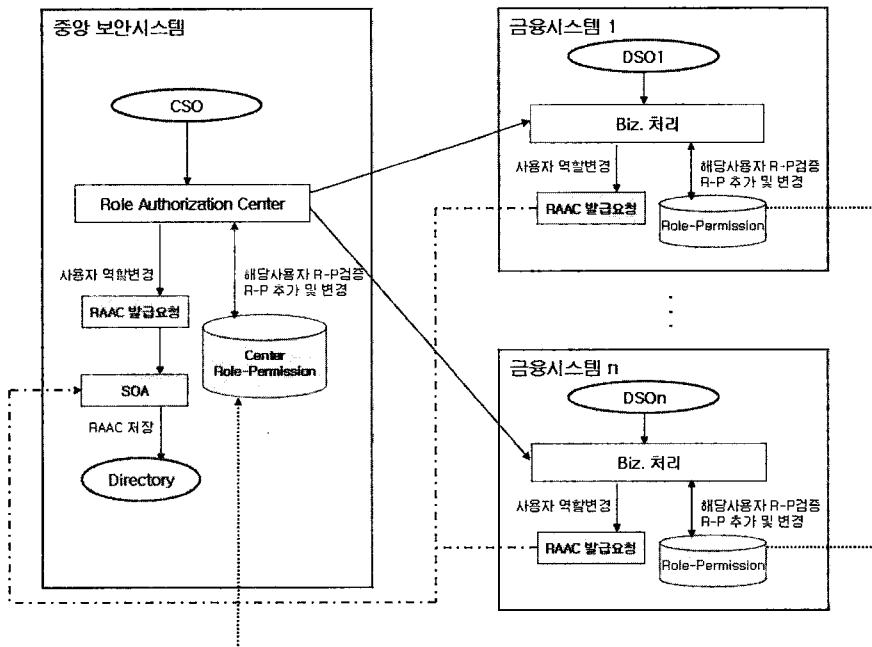 중앙 보안시스템
CSO
Role Authorization Center
사용자 역할변경
해당사용자 R-P검증
R-P 추가 및 변경
RAAC 발급요청
Center
Role-Permission
SOA
RAAC 저장
Directory
금융시스템 1
DSO1
Biz. 처리
사용자 역할변경
해당사용자 R-P검증
R-P 추가 및 변경
RAAC 발급요청
Role-Permission
금융시스템 n
DSOn
Biz. 처리
사용자 역할변경
해당사용자 R-P검증
R-P 추가 및 변경
RAAC 발급요청
Role-Permission